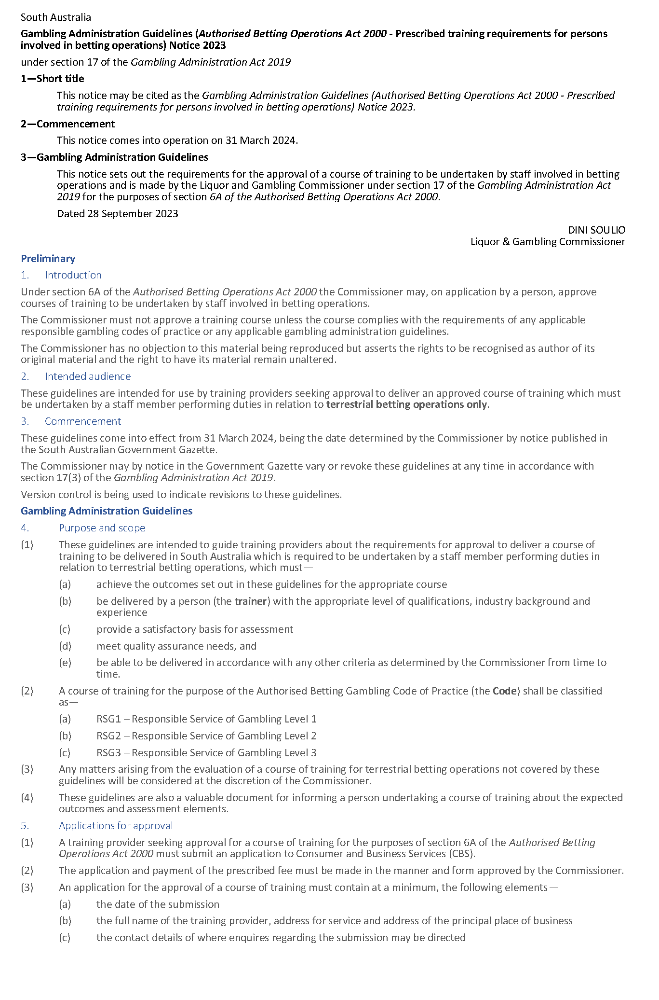 South Australia
Gambling Administration Guidelines (Authorised Betting Operations Act 2000 - Prescribed training requirements for persons
involved in betting operations) Notice 2023
under section 17 of the Gambling Administration Act 2019
1—Short title
This notice may be cited as the Gambling Administration Guidelines (Authorised Betting Operations Act 2000 - Prescribed
training requirements for persons involved in betting operations) Notice 2023.
2—Commencement
This notice comes into operation on 31 March 2024.
3—Gambling Administration Guidelines
This notice sets out the requirements for the approval of a course of training to be undertaken by staff involved in betting
operations and is made by the Liquor and Gambling Commissioner under section 17 of the Gambling Administration Act
2019 for the purposes of section 6A of the Authorised Betting Operations Act 2000.
Dated 28 September 2023
DINI SOULIO
Liquor & Gambling Commissioner
Preliminary
1. Introduction
Under section 6A of the Authorised Betting Operations Act 2000 the Commissioner may, on application by a person, approve
courses of training to be undertaken by staff involved in betting operations.
The Commissioner must not approve a training course unless the course complies with the requirements of any applicable
responsible gambling codes of practice or any applicable gambling administration guidelines.
The Commissioner has no objection to this material being reproduced but asserts the rights to be recognised as author of its
original material and the right to have its material remain unaltered.
2. Intended audience
These guidelines are intended for use by training providers seeking approval to deliver an approved course of training which must
be undertaken by a staff member performing duties in relation to terrestrial betting operations only.
3. Commencement
These guidelines come into effect from 31 March 2024, being the date determined by the Commissioner by notice published in
the South Australian Government Gazette.
The Commissioner may by notice in the Government Gazette vary or revoke these guidelines at any time in accordance with
section 17(3) of the Gambling Administration Act 2019.
Version control is being used to indicate revisions to these guidelines.
Gambling Administration Guidelines
4. Purpose and scope
(1) These guidelines are intended to guide training providers about the requirements for approval to deliver a course of
training to be delivered in South Australia which is required to be undertaken by a staff member performing duties in
relation to terrestrial betting operations, which must—
(a) achieve the outcomes set out in these guidelines for the appropriate course
(b) be delivered by a person (the trainer) with the appropriate level of qualifications, industry background and
experience
(c) provide a satisfactory basis for assessment
(d) meet quality assurance needs, and
(e) be able to be delivered in accordance with any other criteria as determined by the Commissioner from time to
time.
(2) A course of training for the purpose of the Authorised Betting Gambling Code of Practice (the Code) shall be classified
as—
(a) RSG1 – Responsible Service of Gambling Level 1
(b) RSG2 – Responsible Service of Gambling Level 2
(c) RSG3 – Responsible Service of Gambling Level 3
(3) Any matters arising from the evaluation of a course of training for terrestrial betting operations not covered by these
guidelines will be considered at the discretion of the Commissioner.
(4) These guidelines are also a valuable document for informing a person undertaking a course of training about the expected
outcomes and assessment elements.
5. Applications for approval
(1) A training provider seeking approval for a course of training for the purposes of section 6A of the Authorised Betting
Operations Act 2000 must submit an application to Consumer and Business Services (CBS).
(2) The application and payment of the prescribed fee must be made in the manner and form approved by the Commissioner.
(3) An application for the approval of a course of training must contain at a minimum, the following elements—
(a) the date of the submission
(b) the full name of the training provider, address for service and address of the principal place of business
(c) the contact details of where enquires regarding the submission may be directed